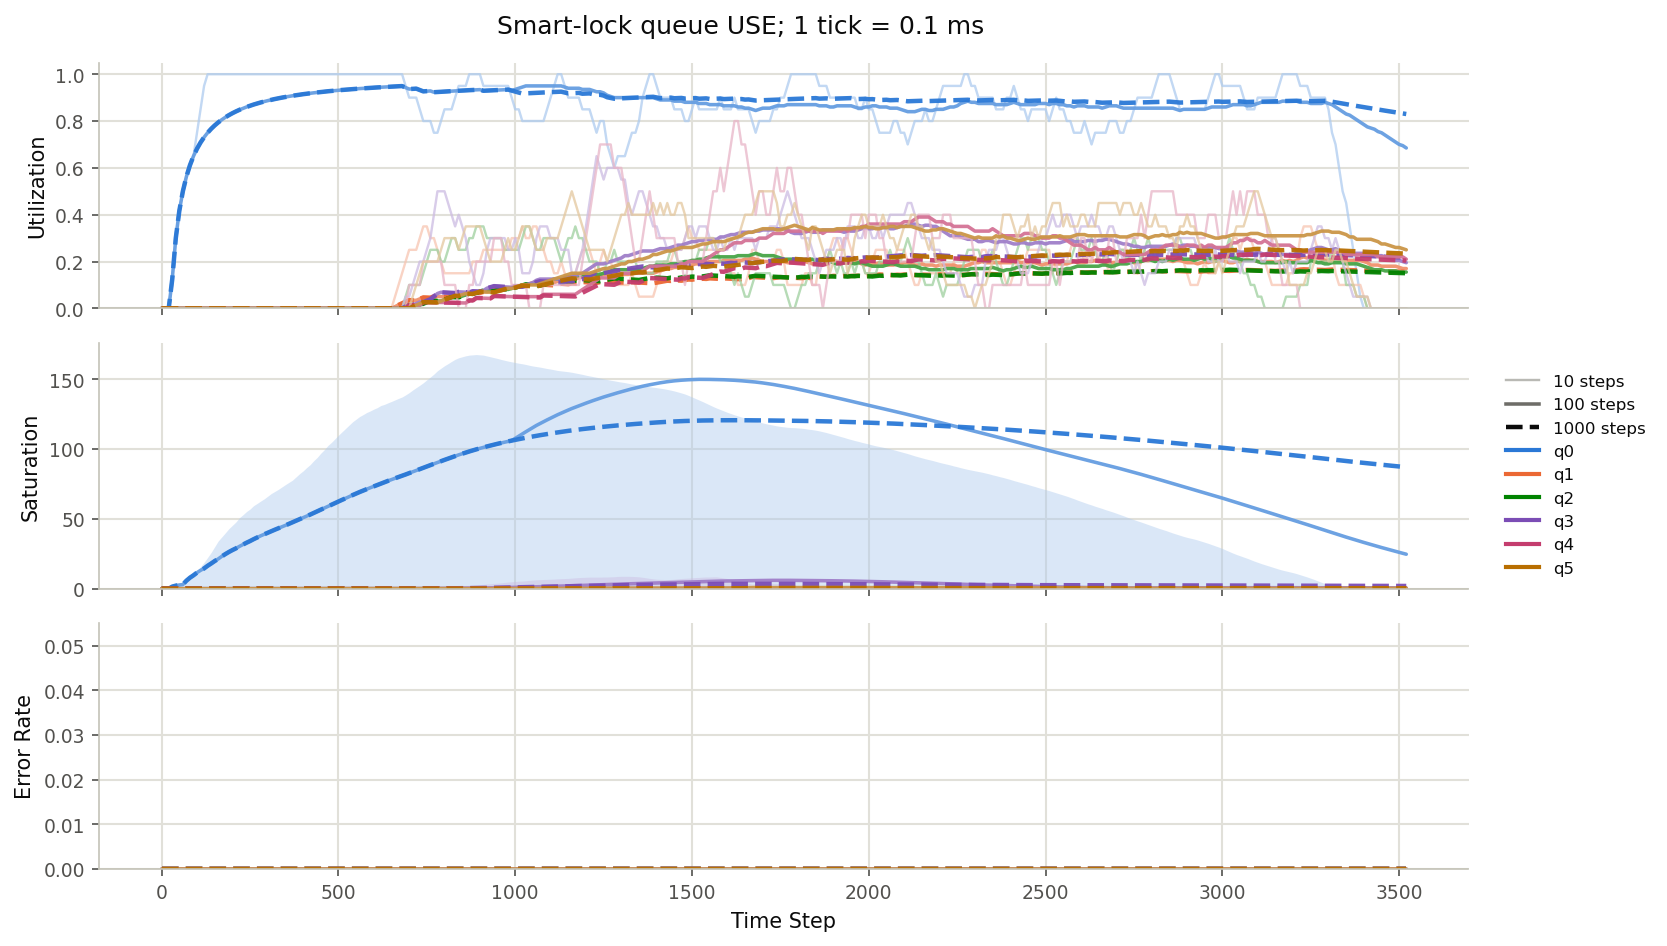 Smart-lock queue USE; 1 tick = 0.1 ms
Utilization
1.0
0.8
0.6
0.4
0.2
0.0
Saturation
150
100
50
0
10 steps
100 steps
1000 steps
q0
q1
q2
q3
q4
q5
Error Rate
0.05
0.04
0.03
0.02
0.01
0.00
0 500 1000 1500 2000 2500 3000 3500
Time Step